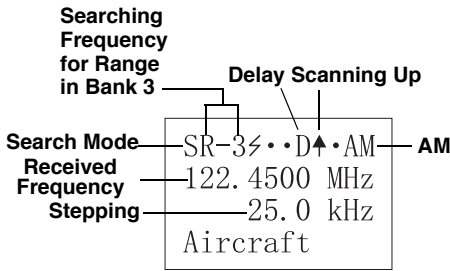 Searching
Frequency
for Range
in Bank 3
Delay Scanning Up
Search Mode
SR-3⚡••D↑•AM
AM
Received
Frequency
122.4500 MHz
Stepping
25.0 kHz
Aircraft